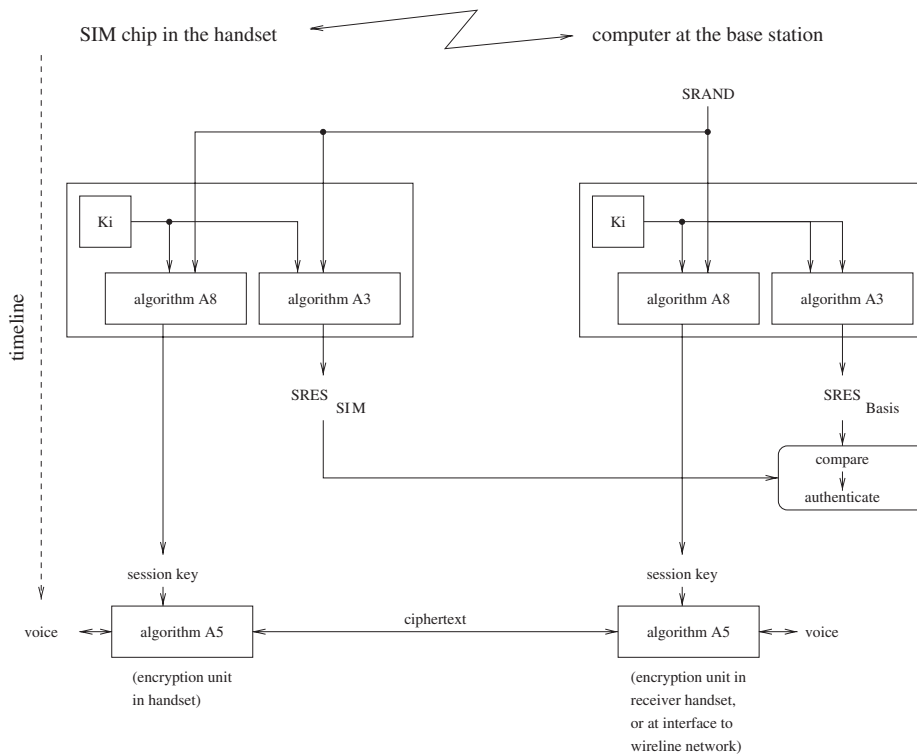 SIM chip in the handset
computer at the base station
SRAND
Ki
Ki
algorithm A8
algorithm A3
algorithm A8
algorithm A3
timeline
SRES SIM
SRES Basis
compare
authenticate
session key
session key
voice
algorithm A5
ciphertext
algorithm A5
voice
(encryption unit
in handset)
(encryption unit in
receiver handset,
or at interface to
wireline network)